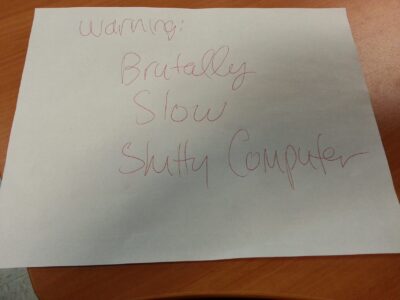 Warning:
Brutally
Slow
Shitty Computer